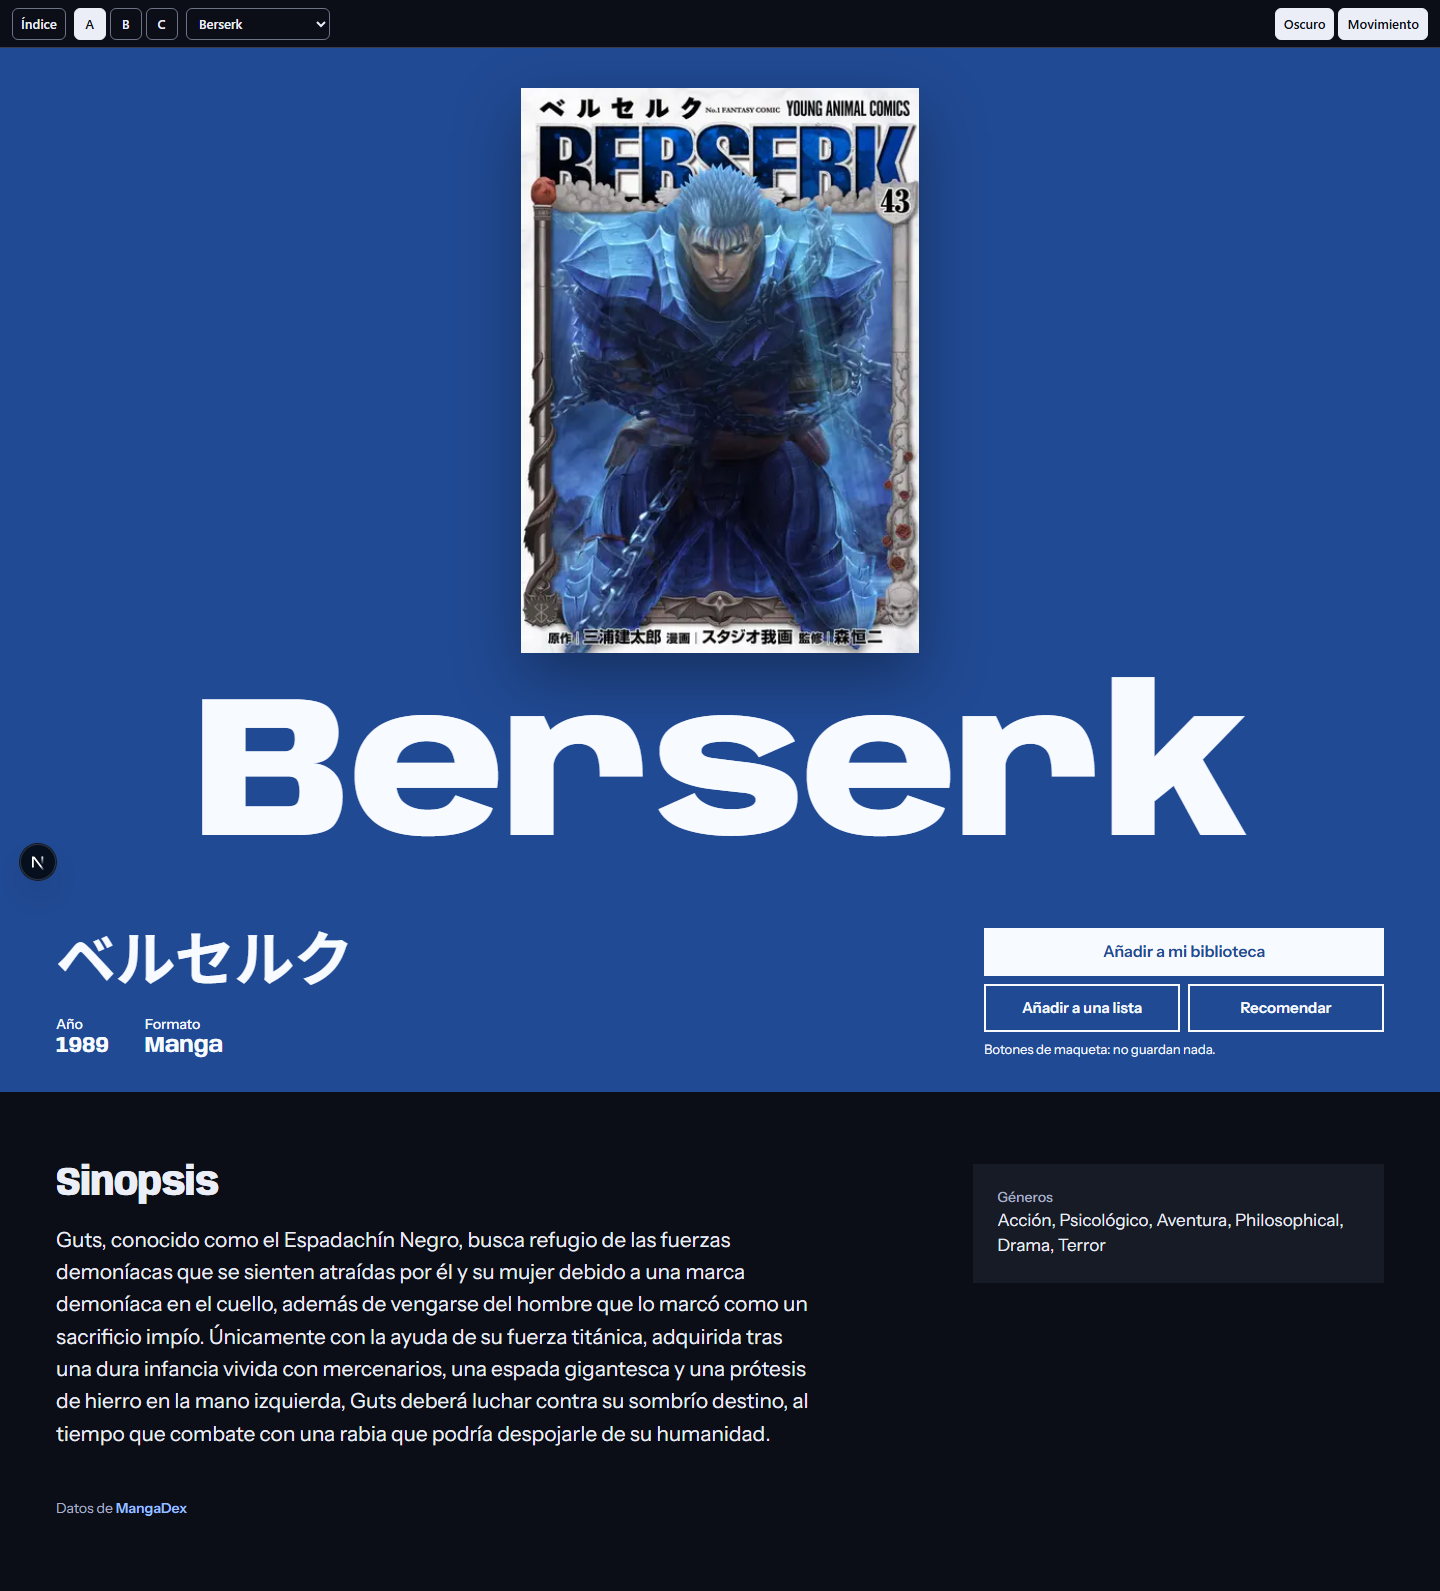 Índice
A
B
C
Berserk
Oscuro
Movimiento
ベルセルク No.1 FANTASY COMIC YOUNG ANIMAL COMICS
BERSERK
43
原作|三浦建太郎 漫画|スタジオ我画 監修|森恒二
Berserk
N
ベルセルク
Año
1989
Formato
Manga
Añadir a mi biblioteca
Añadir a una lista
Recomendar
Botones de maqueta: no guardan nada.
Sinopsis
Guts, conocido como el Espadachín Negro, busca refugio de las fuerzas
demoníacas que se sienten atraídas por él y su mujer debido a una marca
demoníaca en el cuello, además de vengarse del hombre que lo marcó como un
sacrificio impío. Únicamente con la ayuda de su fuerza titánica, adquirida tras
una dura infancia vivida con mercenarios, una espada gigantesca y una prótesis
de hierro en la mano izquierda, Guts deberá luchar contra su sombrío destino, al
tiempo que combate con una rabia que podría despojarle de su humanidad.
Datos de MangaDex
Géneros
Acción, Psicológico, Aventura, Philosophical,
Drama, Terror